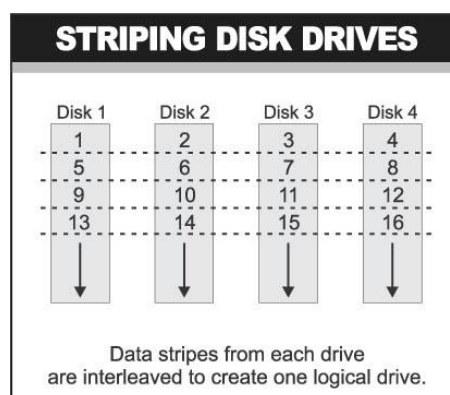 STRIPING DISK DRIVES
Disk 1 Disk 2 Disk 3 Disk 4
1 2 3 4
5 6 7 8
9 10 11 12
13 14 15 16
Data stripes from each drive
are interleaved to create one logical drive.